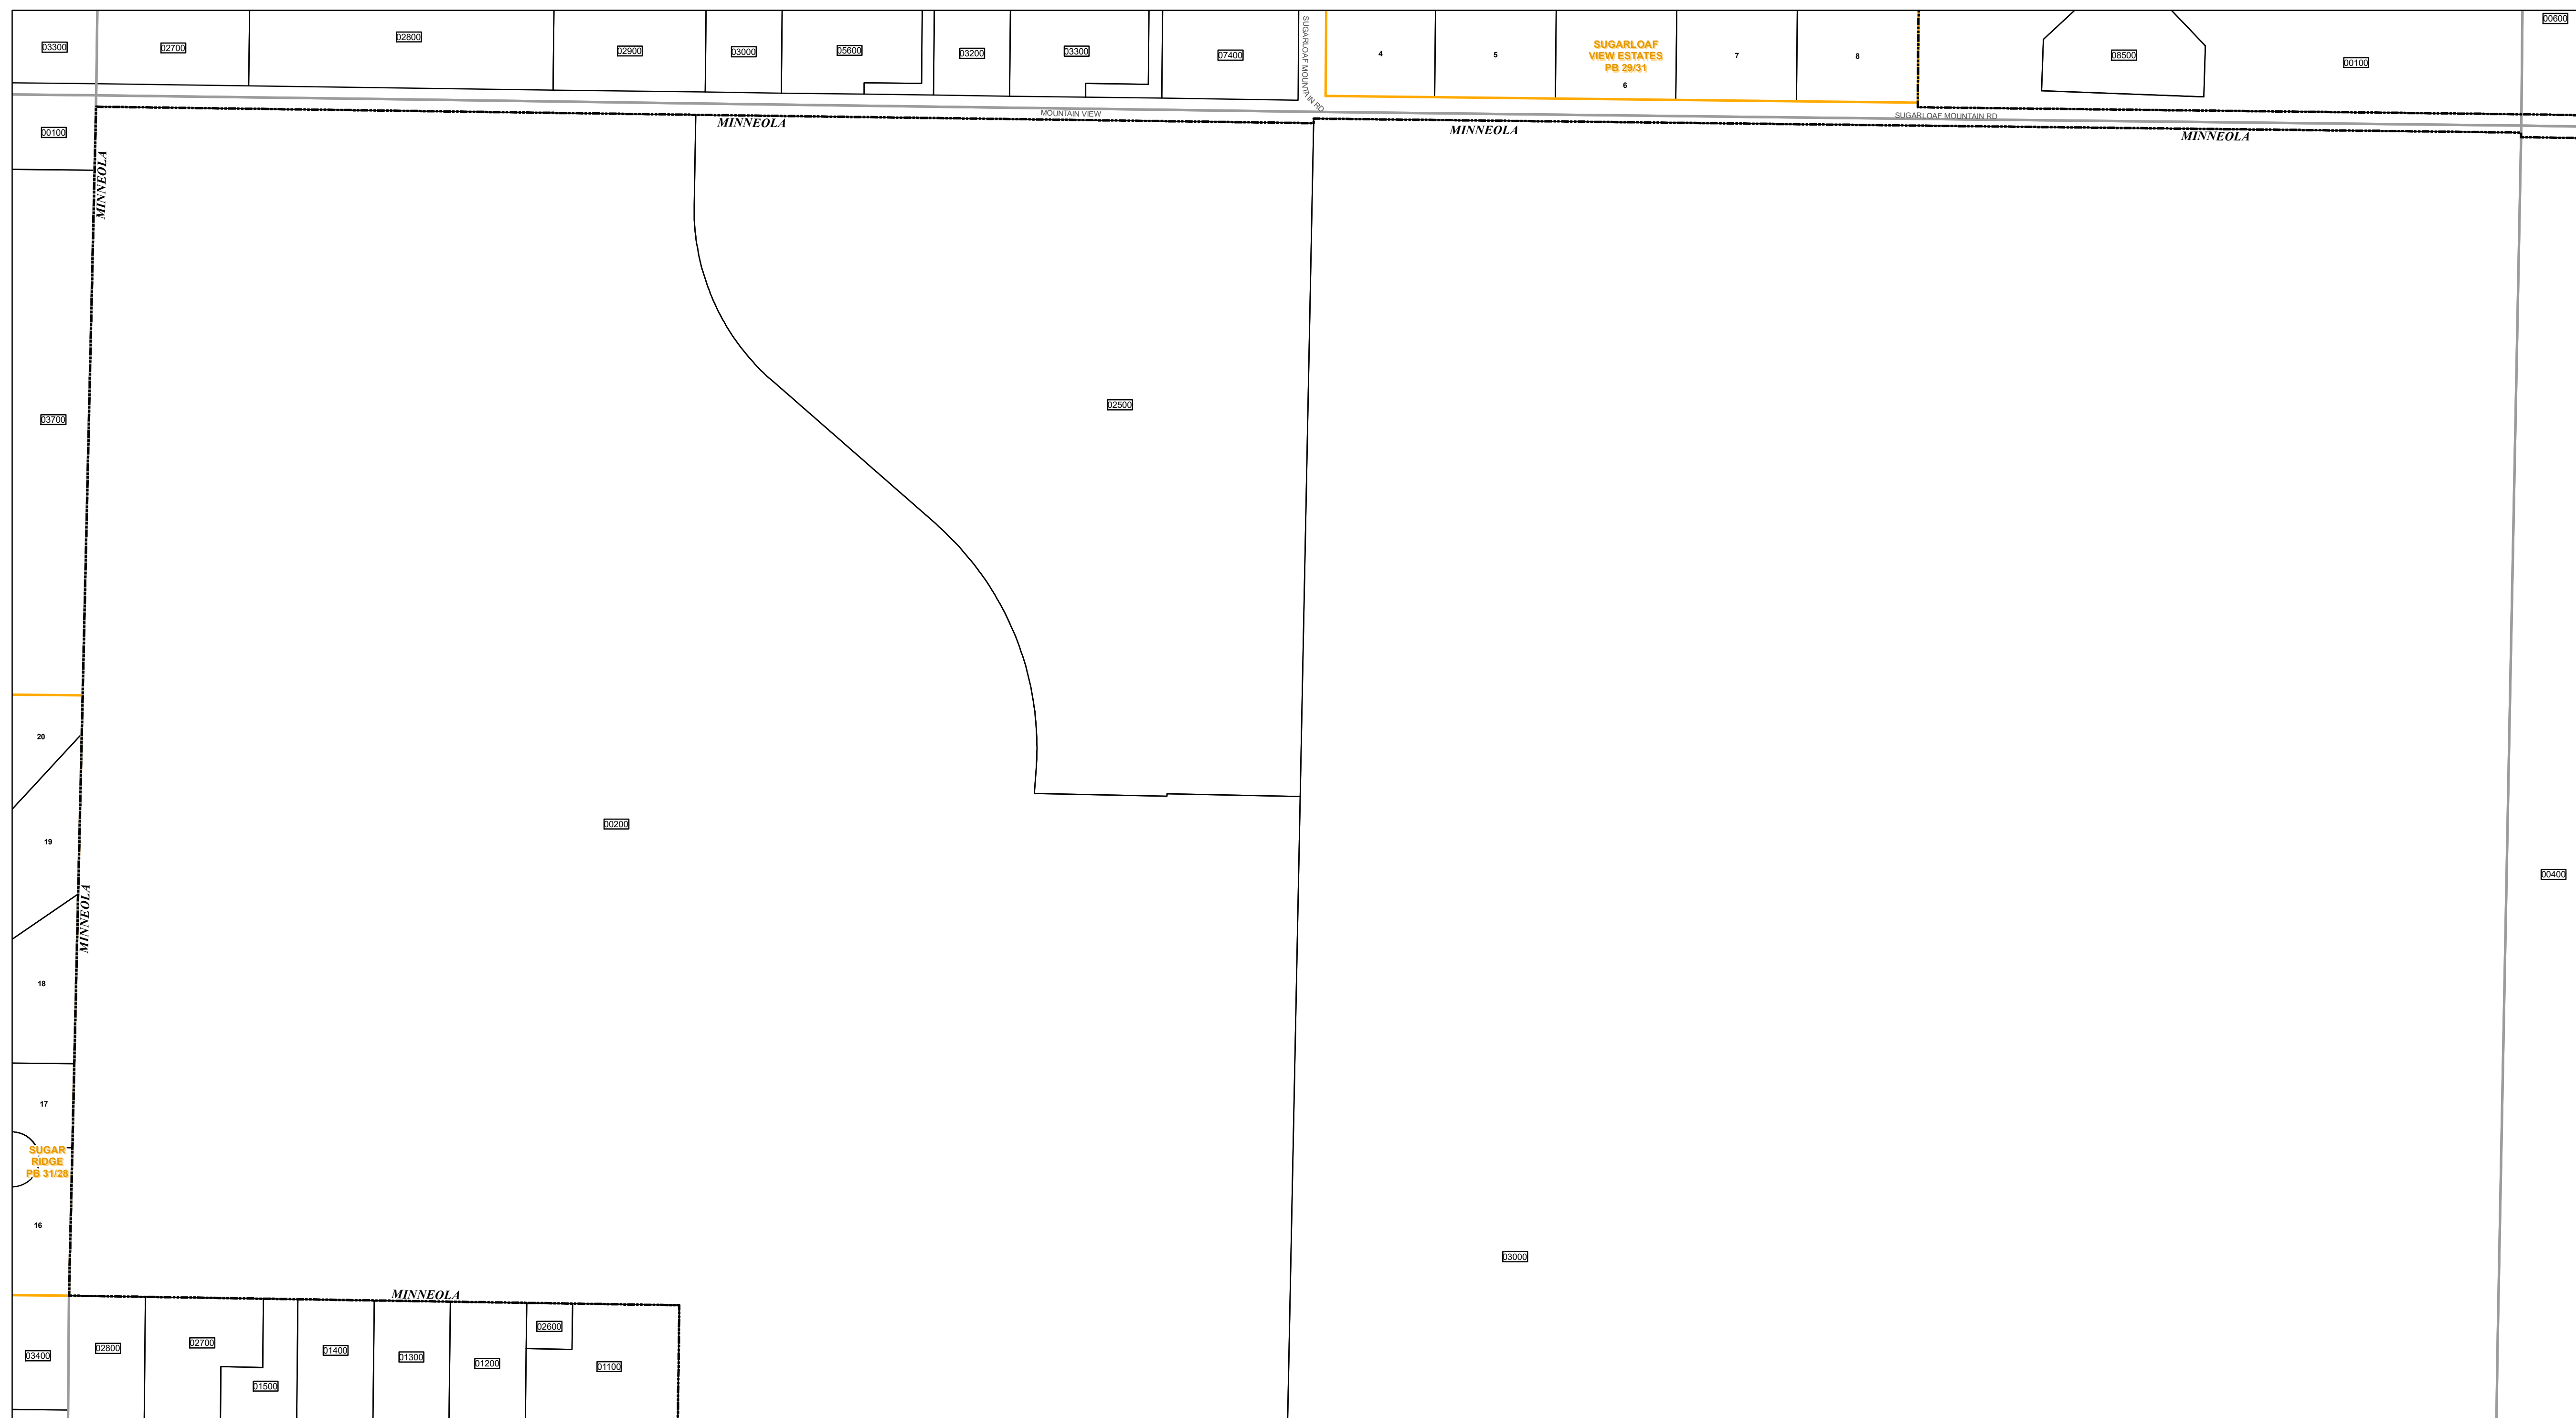 03300
02700
02800
02900
03000
05600
03200
03300
07400
SUGARLOAF MOUNTAIN RD
4
5
SUGARLOAF
VIEW ESTATES
PB 29/31
6
7
8
08500
00100
00600
MOUNTAIN VIEW
SUGARLOAF MOUNTAIN RD
MINNEOLA
MINNEOLA
MINNEOLA
00100
MINNEOLA
03700
02500
20
19
00200
00400
MINNEOLA
18
17
SUGAR
RIDGE
PB 31/28
16
03000
MINNEOLA
03400
02800
02700
01500
01400
01300
01200
02600
01100